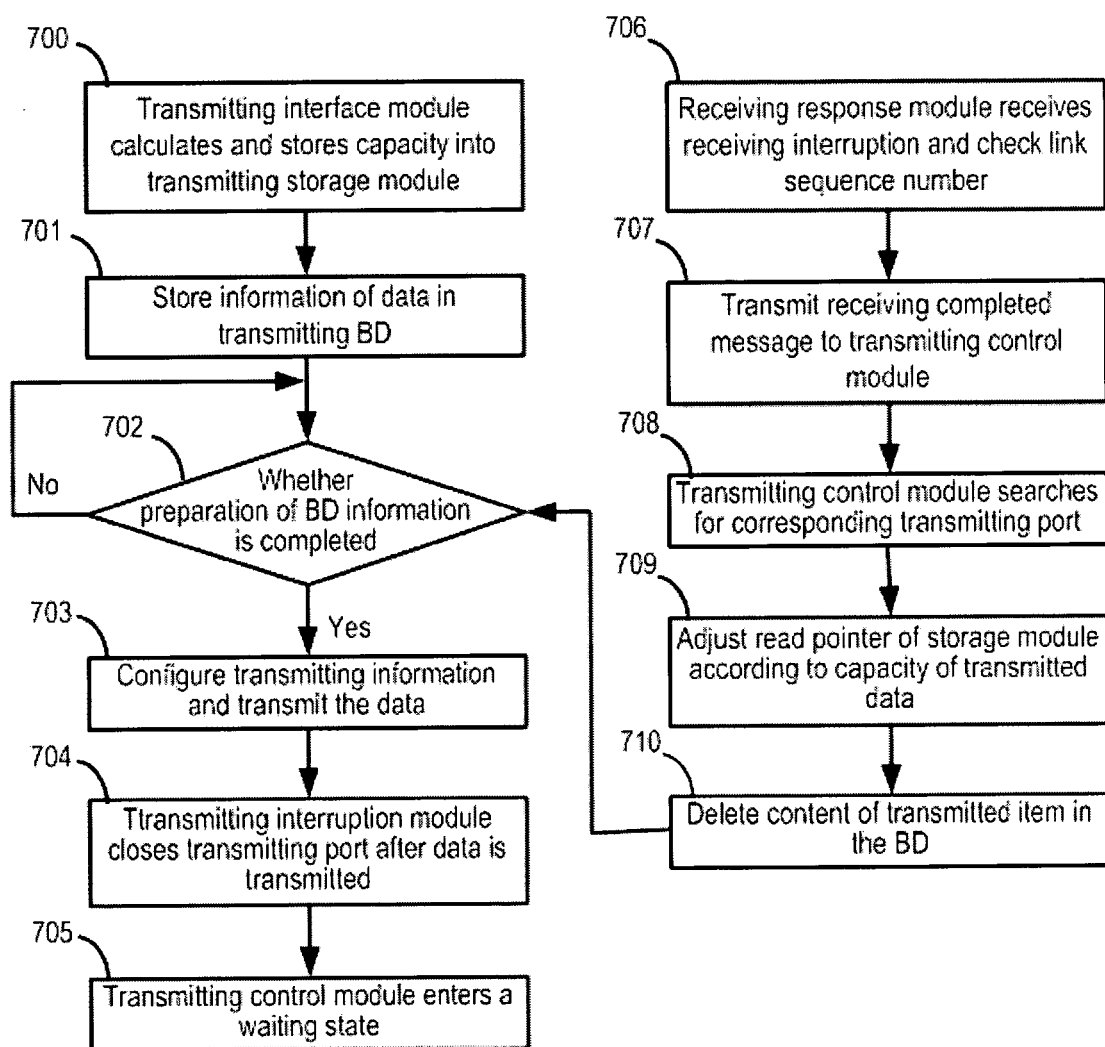 700
Transmitting interface module
calculates and stores capacity into
transmitting storage module
701
Store information of data in
transmitting BD
702
No
Whether
preparation of BD information
is completed
703
Yes
Configure transmitting information
and transmit the data
704
Ttransmitting interruption module
closes transmitting port after data is
transmitted
705
Transmitting control module enters a
waiting state
706
Receiving response module receives
receiving interruption and check link
sequence number
707
Transmit receiving completed
message to transmitting control
module
708
Transmitting control module searches
for corresponding transmitting port
709
Adjust read pointer of storage module
according to capacity of transmitted
data
710
Delete content of transmitted item in
the BD